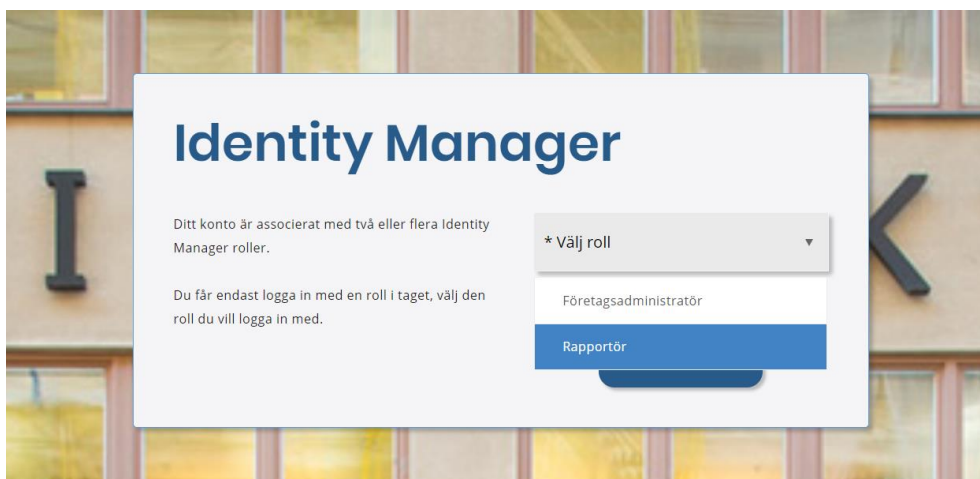 Identity Manager
Ditt konto är associerat med två eller flera Identity
Manager roller.
Du får endast logga in med en roll i taget, välj den
roll du vill logga in med.
* Välj roll
Företagsadministratör
Rapportör
I
K